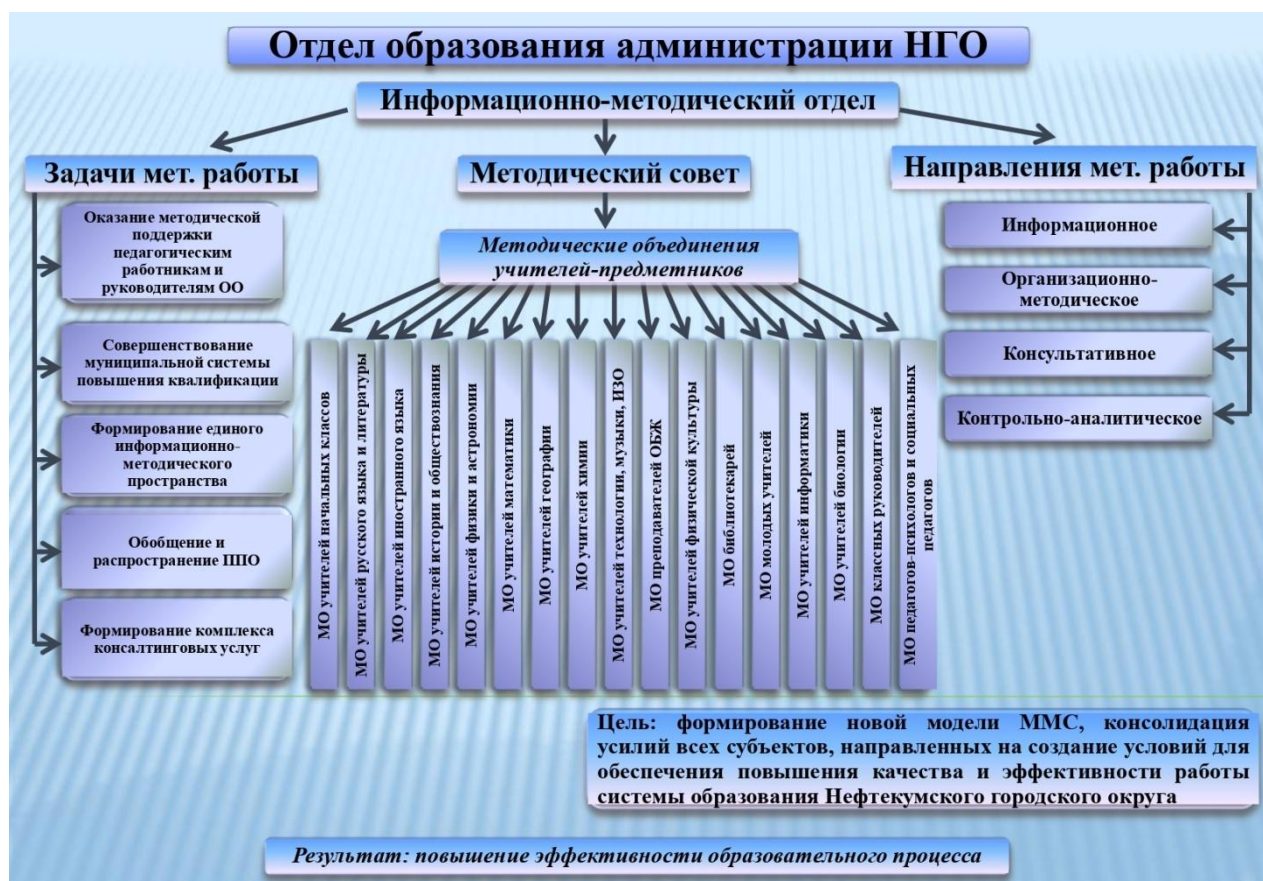 Отдел образования администрации НГО
Информационно-методический отдел
Задачи мет. работы
Оказание методической
поддержки
педагогическим
работникам и
руководителям ОО
Совершенствование
муниципальной системы
повышения квалификации
Формирование единого
информационно-
методического
пространства
Обобщение и
распространение ППО
Формирование комплекса
консалтинговых услуг
Методический совет
Методические объединения
учителей-предметников
МО учителей начальных классов
МО учителей русского языка и литературы
МО учителей иностранного языка
МО учителей истории и обществознания
МО учителей физики и астрономии
МО учителей математики
МО учителей географии
МО учителей химии
МО учителей технологии, музыки, ИЗО
МО преподавателей ОБЖ
МО учителей физической культуры
МО библиотекарей
МО молодых учителей
МО учителей информатики
МО учителей биологии
МО классных руководителей
МО педагогов-психологов и социальных
педагогов
Направления мет. работы
Информационное
Организационно-
методическое
Консультативное
Контрольно-аналитическое
Цель: формирование новой модели ММС, консолидация
усилий всех субъектов, направленных на создание условий для
обеспечения повышения качества и эффективности работы
системы образования Нефтекумского городского округа
Результат: повышение эффективности образовательного процесса